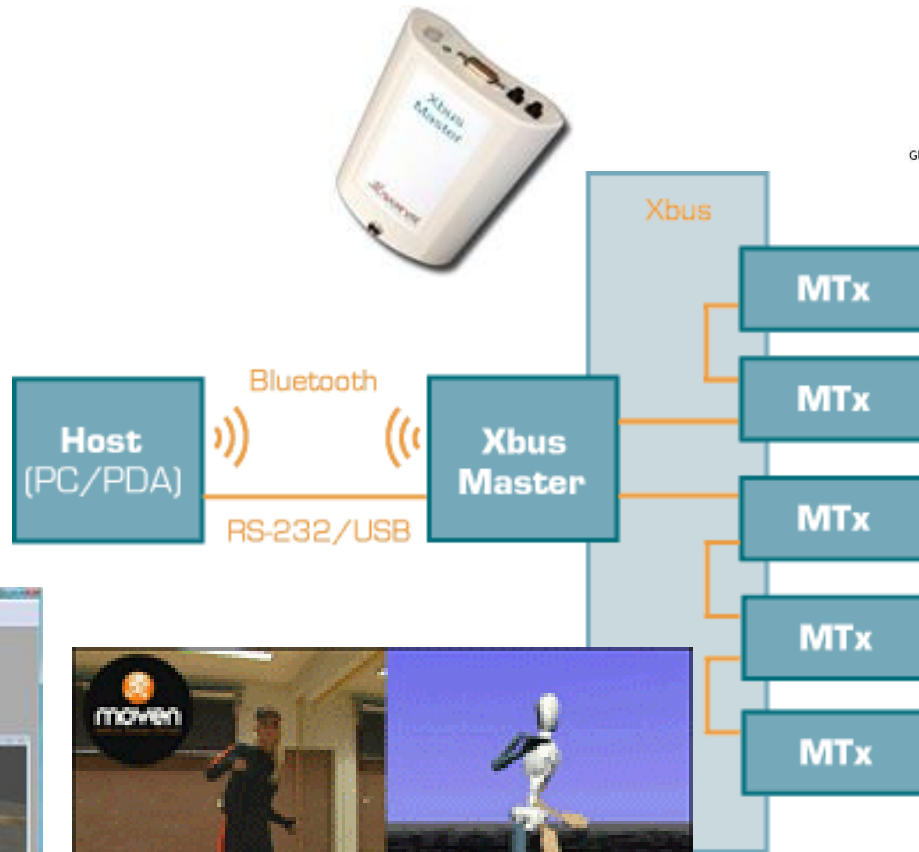 Xbus
Master
Xbus
MTx
MTx
Bluetooth
Host
(PC/PDA)
Xbus
Master
RS-232/USB
MTx
MTx
MTx
moven